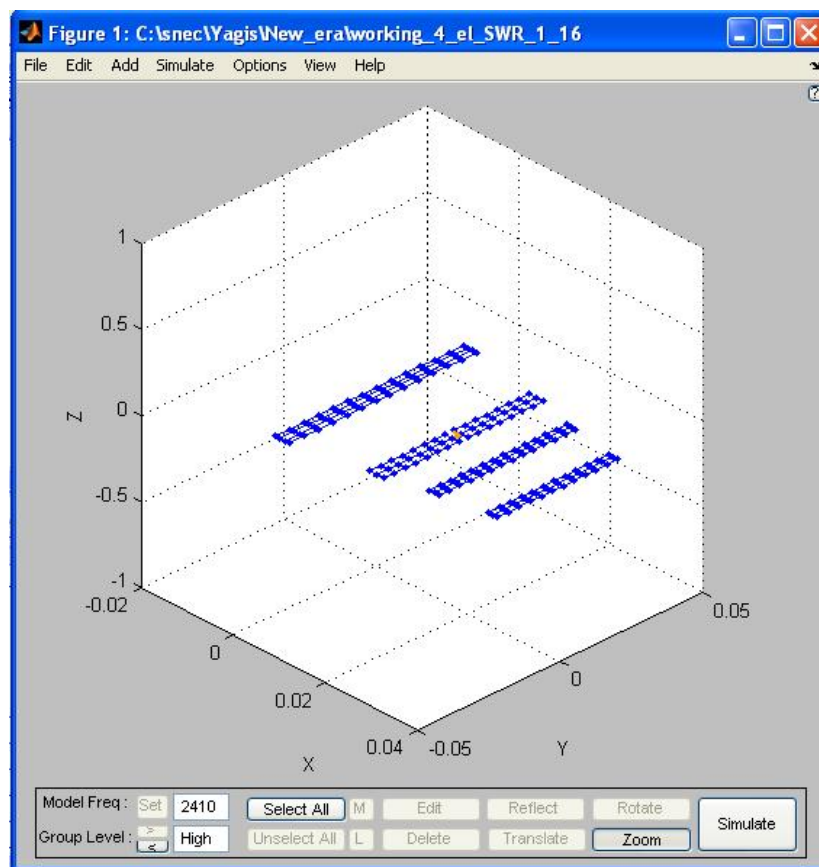 Figure 1: C:\snec\Yagis\New_era\working_4_el_SWR_1_16
File Edit Add Simulate Options View Help
?
1
0.5
0
-0.5
-1
Z
-0.02
0
0.02
0.04
X
-0.05
0
0.05
Y
Model Freq : Set 2410 Select All M Edit Reflect Rotate Simulate
Group Level : > < High Unselect All L Delete Translate Zoom